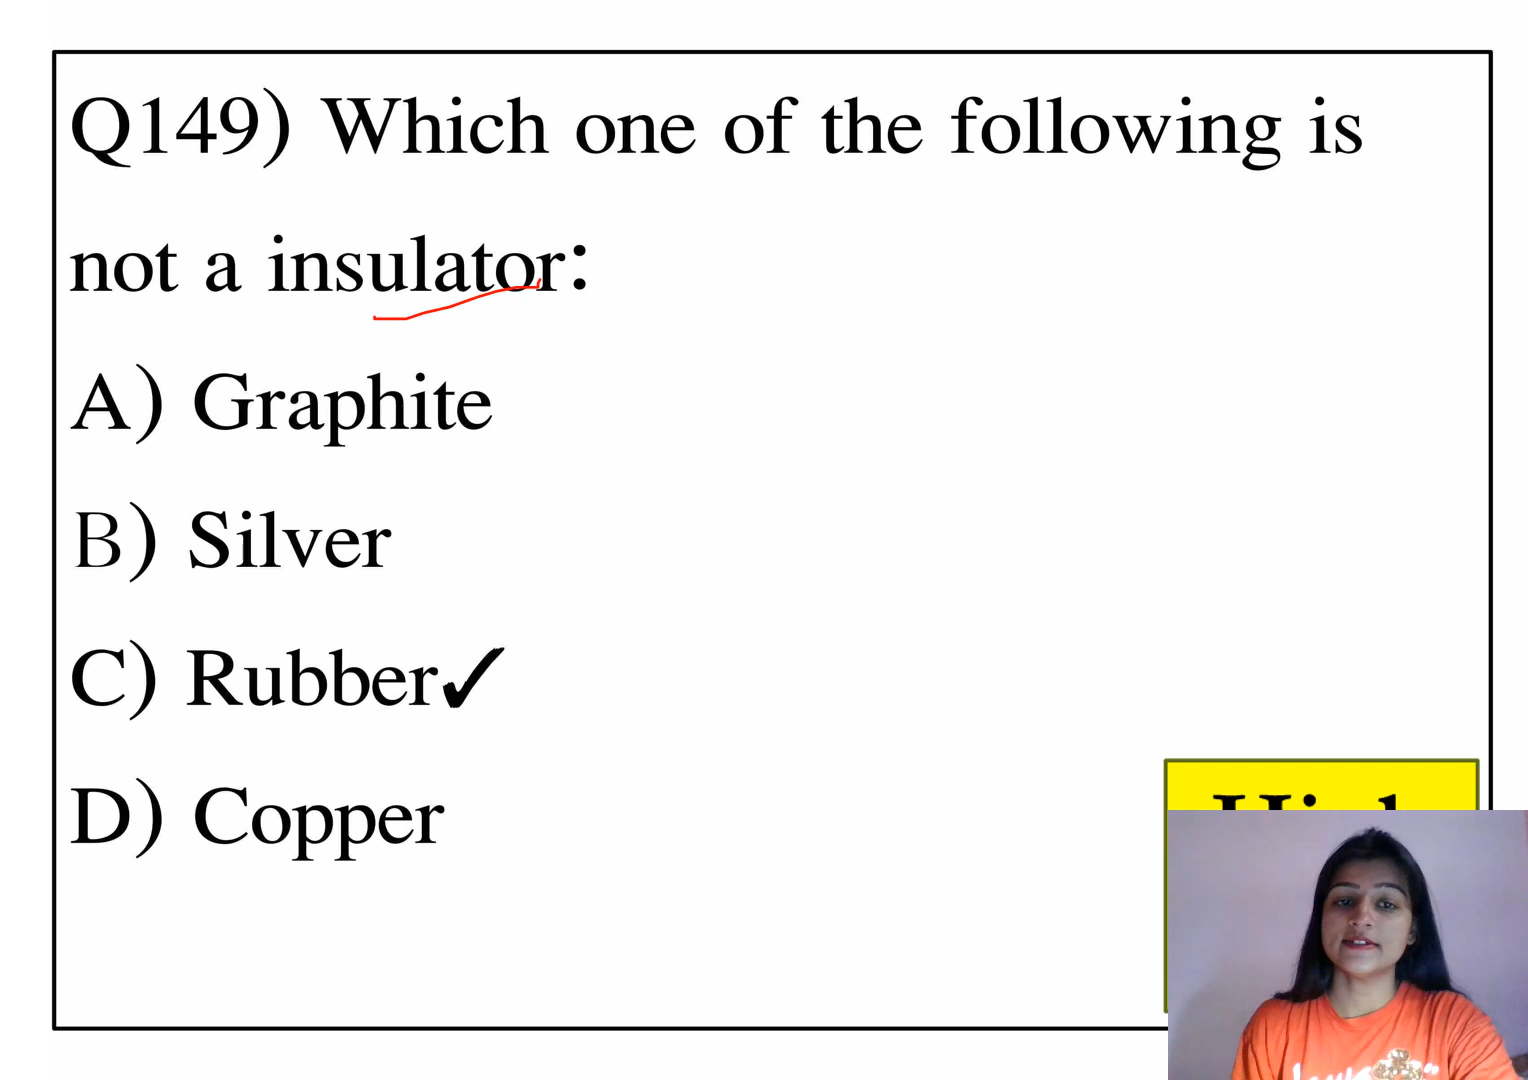 Q149) Which one of the following is
not a insulator:
A) Graphite
B) Silver
C) Rubber✓
D) Copper